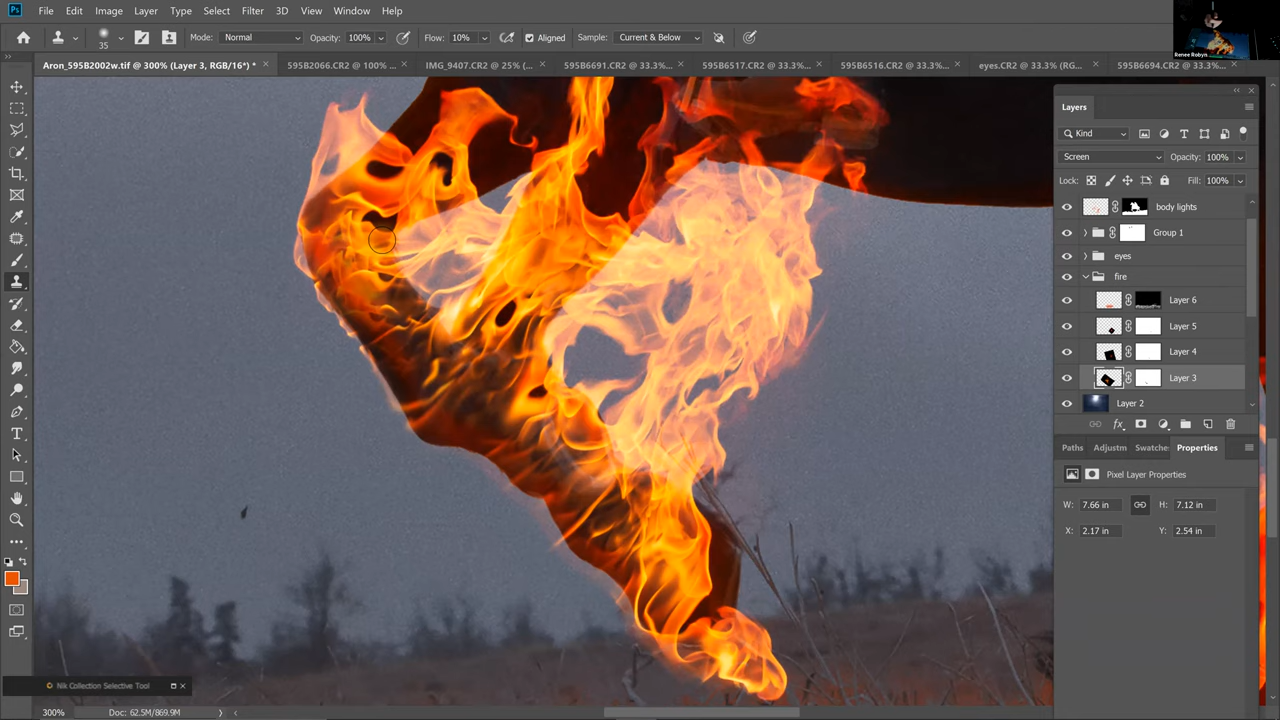 Ps File Edit Image Layer Type Select Filter 3D View Window Help
Renee Robyn
35 Mode: Normal Opacity: 100% Flow: 10% Aligned Sample: Current & Below
Aron_595B2002w.tif @ 300% (Layer 3, RGB/16*) * × 595B2066.CR2 @ 100% ... × IMG_9407.CR2 @ 25% (... × 595B6691.CR2 @ 33.3%... × 595B6517.CR2 @ 33.3%... × 595B6516.CR2 @ 33.3%... × eyes.CR2 @ 33.3% (RG... × 595B6694.CR2 @ 33.3%... ×
Layers
Kind
Screen Opacity: 100%
Lock: Fill: 100%
body lights
Group 1
eyes
fire
Layer 6
Layer 5
Layer 4
Layer 3
Layer 2
fx
Paths Adjustm Swatche Properties
Pixel Layer Properties
W: 7.66 in H: 7.12 in
X: 2.17 in Y: 2.54 in
Nik Collection Selective Tool
300% Doc: 62.5M/869.9M